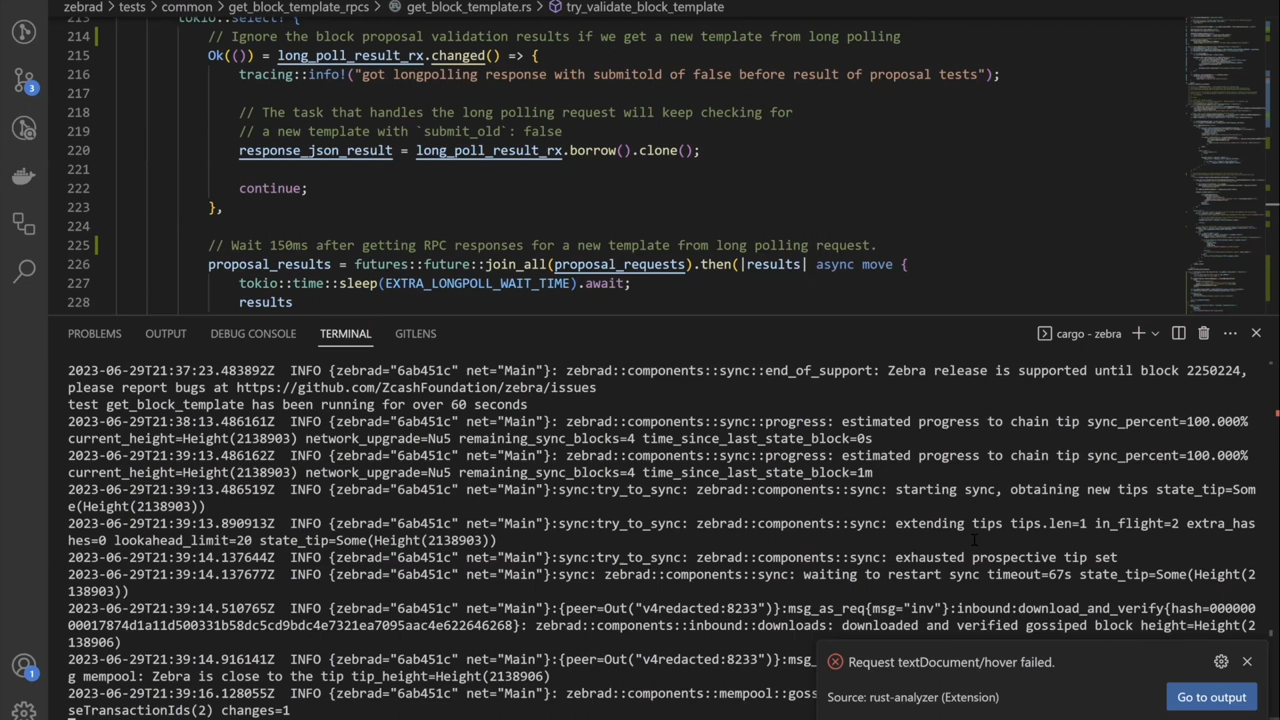 zebrad > tests > common > get_block_template_rpcs > get_block_template.rs > try_validate_block_template
213 tokio::select! {
214 // Ignore the block proposal validation results if we get a new template from long polling
215 Ok(()) = long_poll_result_rx.changed()
tracing::info!("got longpolling response with submitold of false before result of proposal tests");
217
// The task that handles the long polling request will keep checking for
// a new template with `sumit_old`=false
220 response_json_result = long_poll_result_rx.borrow().clone();
221
222 continue;
223 },
225 // Wait 150ms after getting RPC response for a new template from long polling request.
226 proposal_results = futures::future::join_all(proposal_requests).then(|results| async move {
tokio::time::sleep(EXTRA_LONGPOLL_WAIT_TIME).await;
228 results
PROBLEMS OUTPUT DEBUG CONSOLE TERMINAL GITLENS cargo - zebra
2023-06-29T21:37:23.483892Z INFO {zebrad="6ab451c" net="Main"}: zebrad::components::sync::end_of_support: Zebra release is supported until block 2250224,
please report bugs at https://github.com/ZcashFoundation/zebra/issues
test get_block_template has been running for over 60 seconds
2023-06-29T21:38:13.486161Z INFO {zebrad="6ab451c" net="Main"}: zebrad::components::sync::progress: estimated progress to chain tip sync_percent=100.000%
current_height=Height(2138903) network_upgrade=Nu5 remaining_sync_blocks=4 time_since_last_state_block=0s
2023-06-29T21:39:13.486162Z INFO {zebrad="6ab451c" net="Main"}: zebrad::components::sync::progress: estimated progress to chain tip sync_percent=100.000%
current_height=Height(2138903) network_upgrade=Nu5 remaining_sync_blocks=4 time_since_last_state_block=1m
2023-06-29T21:39:13.486519Z INFO {zebrad="6ab451c" net="Main"}:sync:try_to_sync: zebrad::components::sync: starting sync, obtaining new tips state_tip=Som
e(Height(2138903))
2023-06-29T21:39:13.890913Z INFO {zebrad="6ab451c" net="Main"}:sync:try_to_sync: zebrad::components::sync: extending tips tips.len=1 in_flight=2 extra_has
hes=0 lookahead_limit=20 state_tip=Some(Height(2138903))
2023-06-29T21:39:14.137644Z INFO {zebrad="6ab451c" net="Main"}:sync:try_to_sync: zebrad::components::sync: exhausted prospective tip set
2023-06-29T21:39:14.137677Z INFO {zebrad="6ab451c" net="Main"}:sync: zebrad::components::sync: waiting to restart sync timeout=67s state_tip=Some(Height(2
138903))
2023-06-29T21:39:14.510765Z INFO {zebrad="6ab451c" net="Main"}:{peer=Out("v4redacted:8233")}:msg_as_req{msg="inv"}:inbound:download_and_verify{hash=000000
00017874d1a11d500331b58dc5cd9bdc4e7321ea7095aac4e622646268}: zebrad::components::inbound::downloads: downloaded and verified gossiped block height=Height(2
138906)
2023-06-29T21:39:14.916141Z INFO {zebrad="6ab451c" net="Main"}:{peer=Out("v4redacted:8233")}:msg_
g mempool: Zebra is close to the tip tip_height=Height(2138906)
2023-06-29T21:39:16.128055Z INFO {zebrad="6ab451c" net="Main"}: zebrad::components::mempool::goss
seTransactionIds(2) changes=1
Request textDocument/hover failed.
Source: rust-analyzer (Extension)
Go to output
3
1